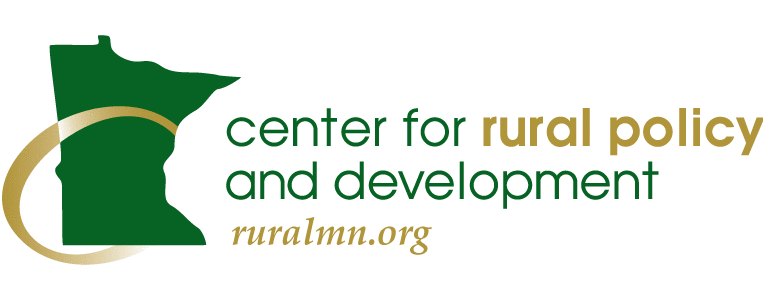 center for rural policy
and development
ruralmn.org